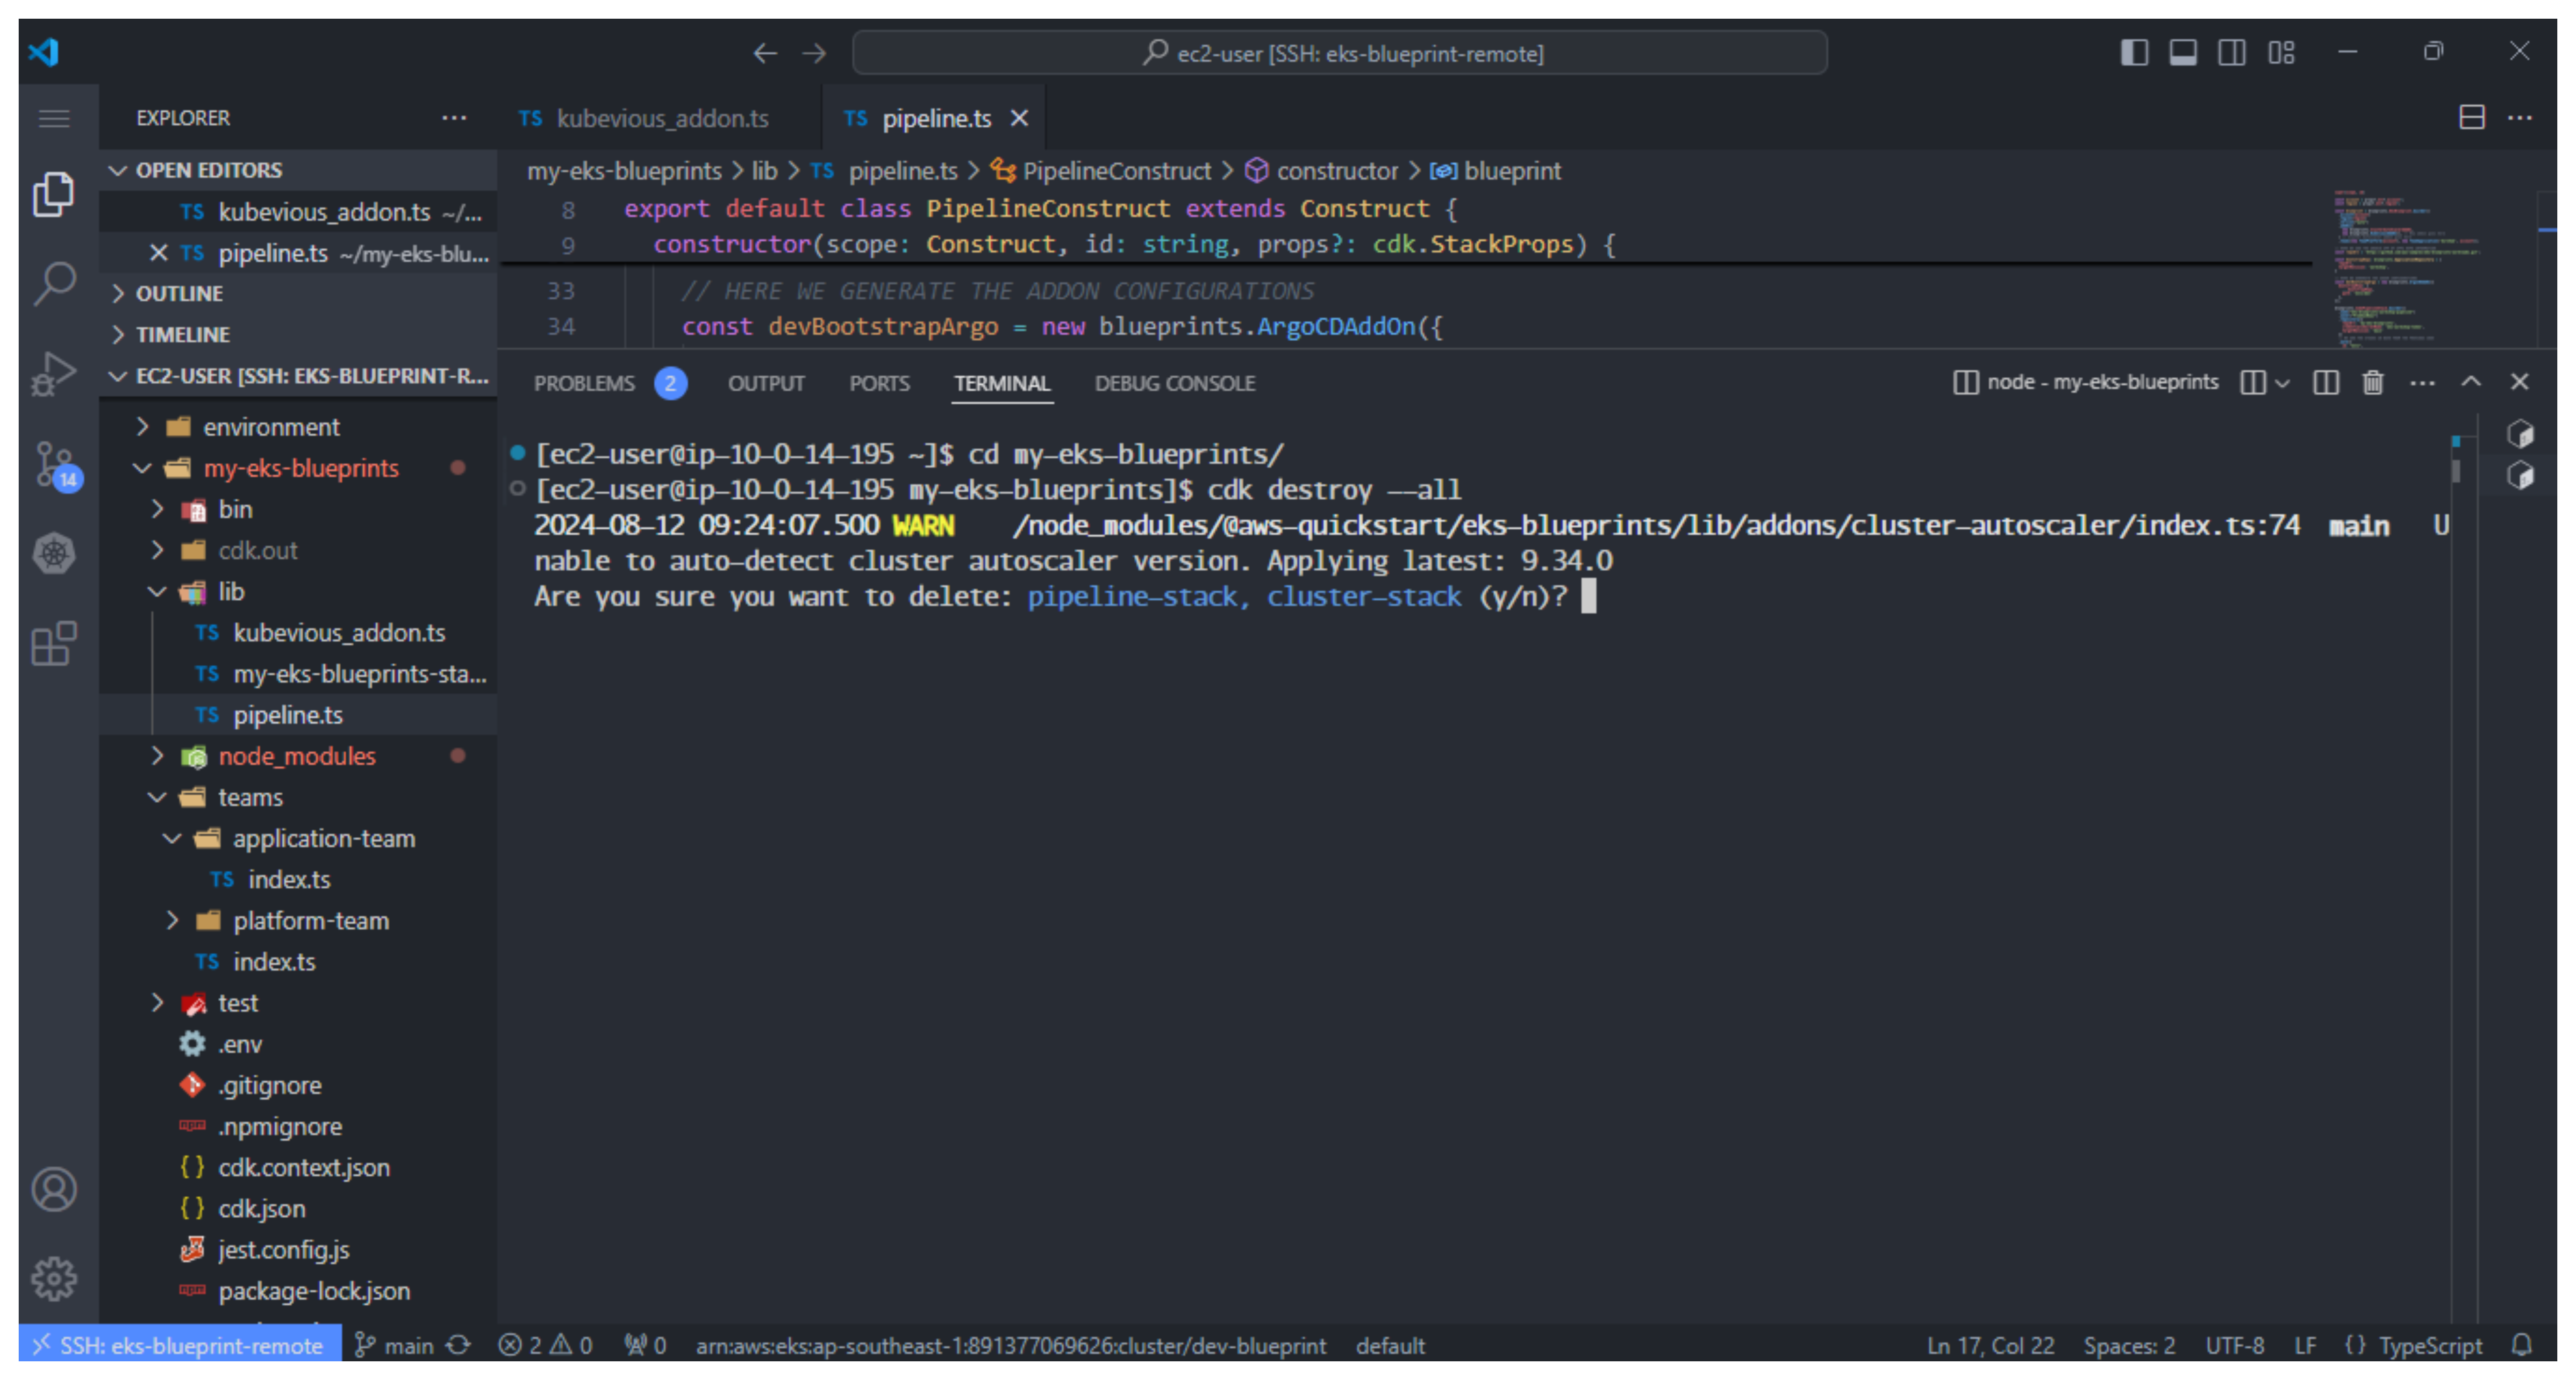 ec2-user [SSH: eks-blueprint-remote]
EXPLORER
TS kubevious_addon.ts
TS pipeline.ts
OPEN EDITORS
TS kubevious_addon.ts ~/...
TS pipeline.ts ~/my-eks-blu...
OUTLINE
TIMELINE
EC2-USER [SSH: EKS-BLUEPRINT-R...
environment
my-eks-blueprints
bin
cdk.out
lib
TS kubevious_addon.ts
TS my-eks-blueprints-sta...
TS pipeline.ts
node_modules
teams
application-team
TS index.ts
platform-team
TS index.ts
test
.env
.gitignore
.npmignore
{} cdk.context.json
{} cdk.json
jest.config.js
package-lock.json
14
my-eks-blueprints > lib > TS pipeline.ts > PipelineConstruct > constructor > blueprint
8 export default class PipelineConstruct extends Construct {
9 constructor(scope: Construct, id: string, props?: cdk.StackProps) {
33 // HERE WE GENERATE THE ADDON CONFIGURATIONS
34 const devBootstrapArgo = new blueprints.ArgoCDAddOn({
PROBLEMS 2 OUTPUT PORTS TERMINAL DEBUG CONSOLE
node - my-eks-blueprints
[ec2-user@ip-10-0-14-195 ~]$ cd my-eks-blueprints/
[ec2-user@ip-10-0-14-195 my-eks-blueprints]$ cdk destroy --all
2024-08-12 09:24:07.500 WARN /node_modules/@aws-quickstart/eks-blueprints/lib/addons/cluster-autoscaler/index.ts:74 main U
nable to auto-detect cluster autoscaler version. Applying latest: 9.34.0
Are you sure you want to delete: pipeline-stack, cluster-stack (y/n)?
SSH: eks-blueprint-remote main 2 0 0 arn:aws:eks:ap-southeast-1:891377069626:cluster/dev-blueprint default
Ln 17, Col 22 Spaces: 2 UTF-8 LF {} TypeScript